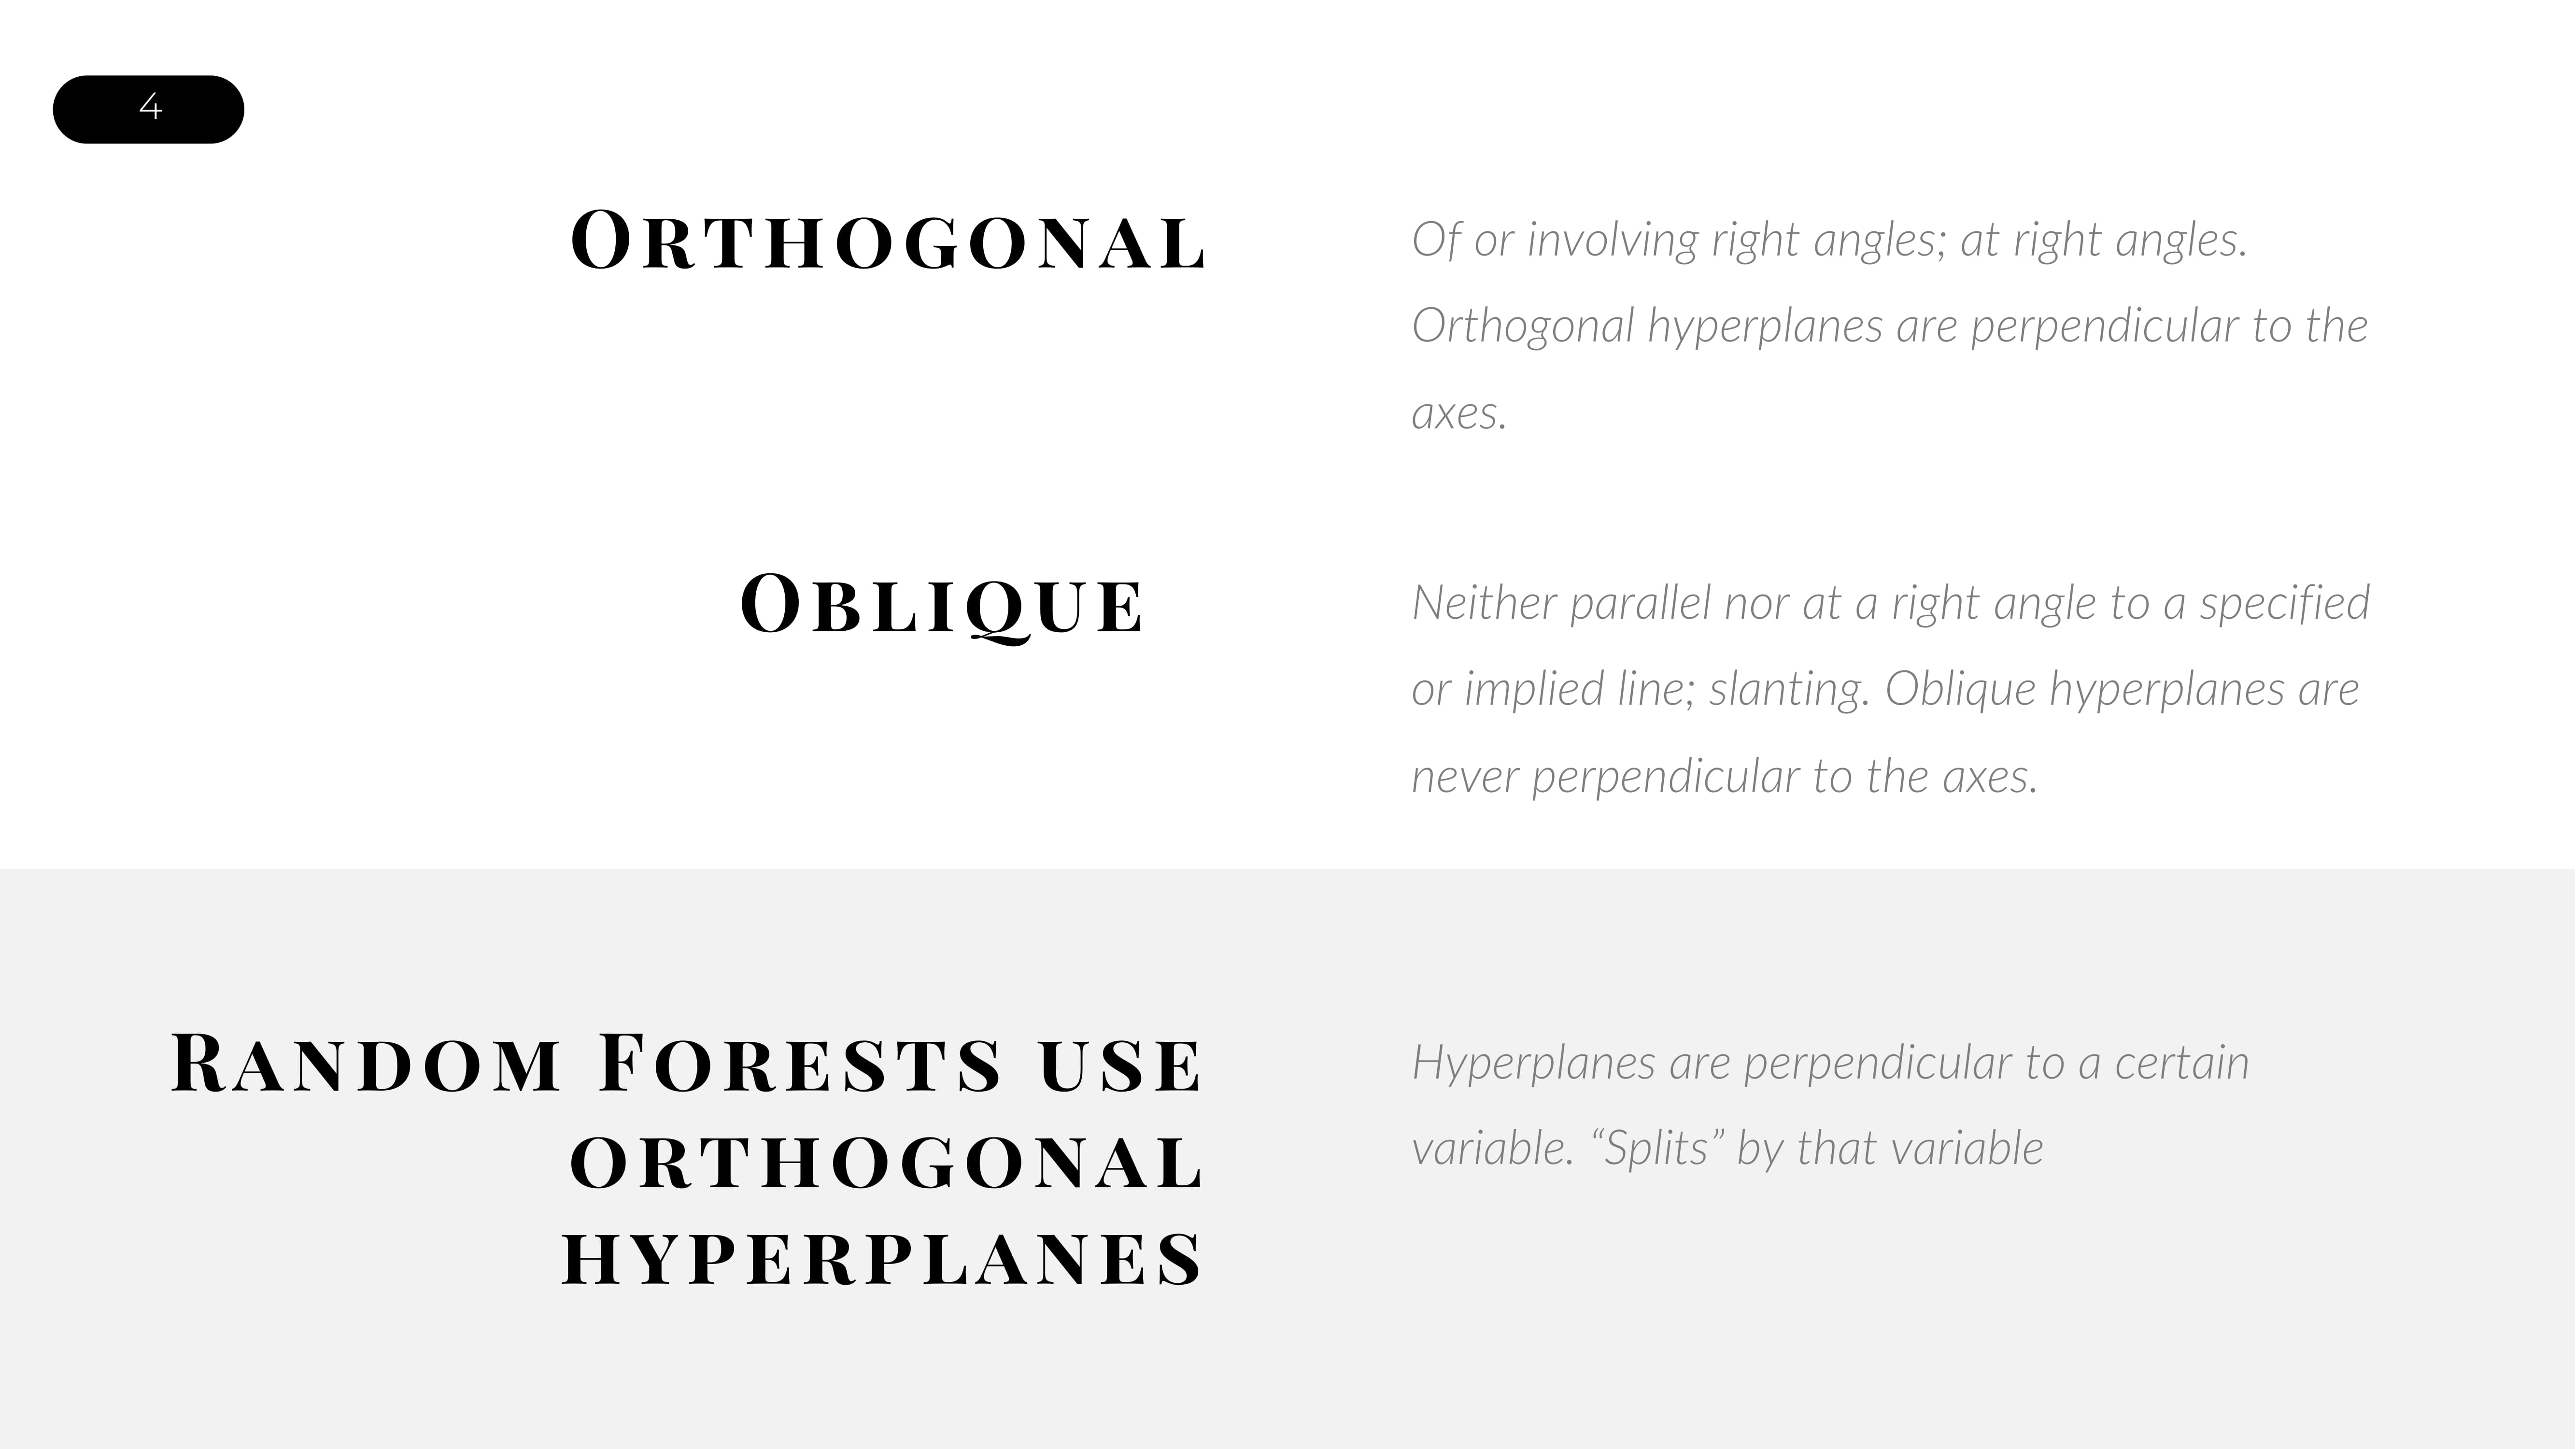 4
Orthogonal
Of or involving right angles; at right angles.
Orthogonal hyperplanes are perpendicular to the
axes.
Oblique
Neither parallel nor at a right angle to a specified
or implied line; slanting. Oblique hyperplanes are
never perpendicular to the axes.
Random Forests use
orthogonal
hyperplanes
Hyperplanes are perpendicular to a certain
variable. “Splits” by that variable